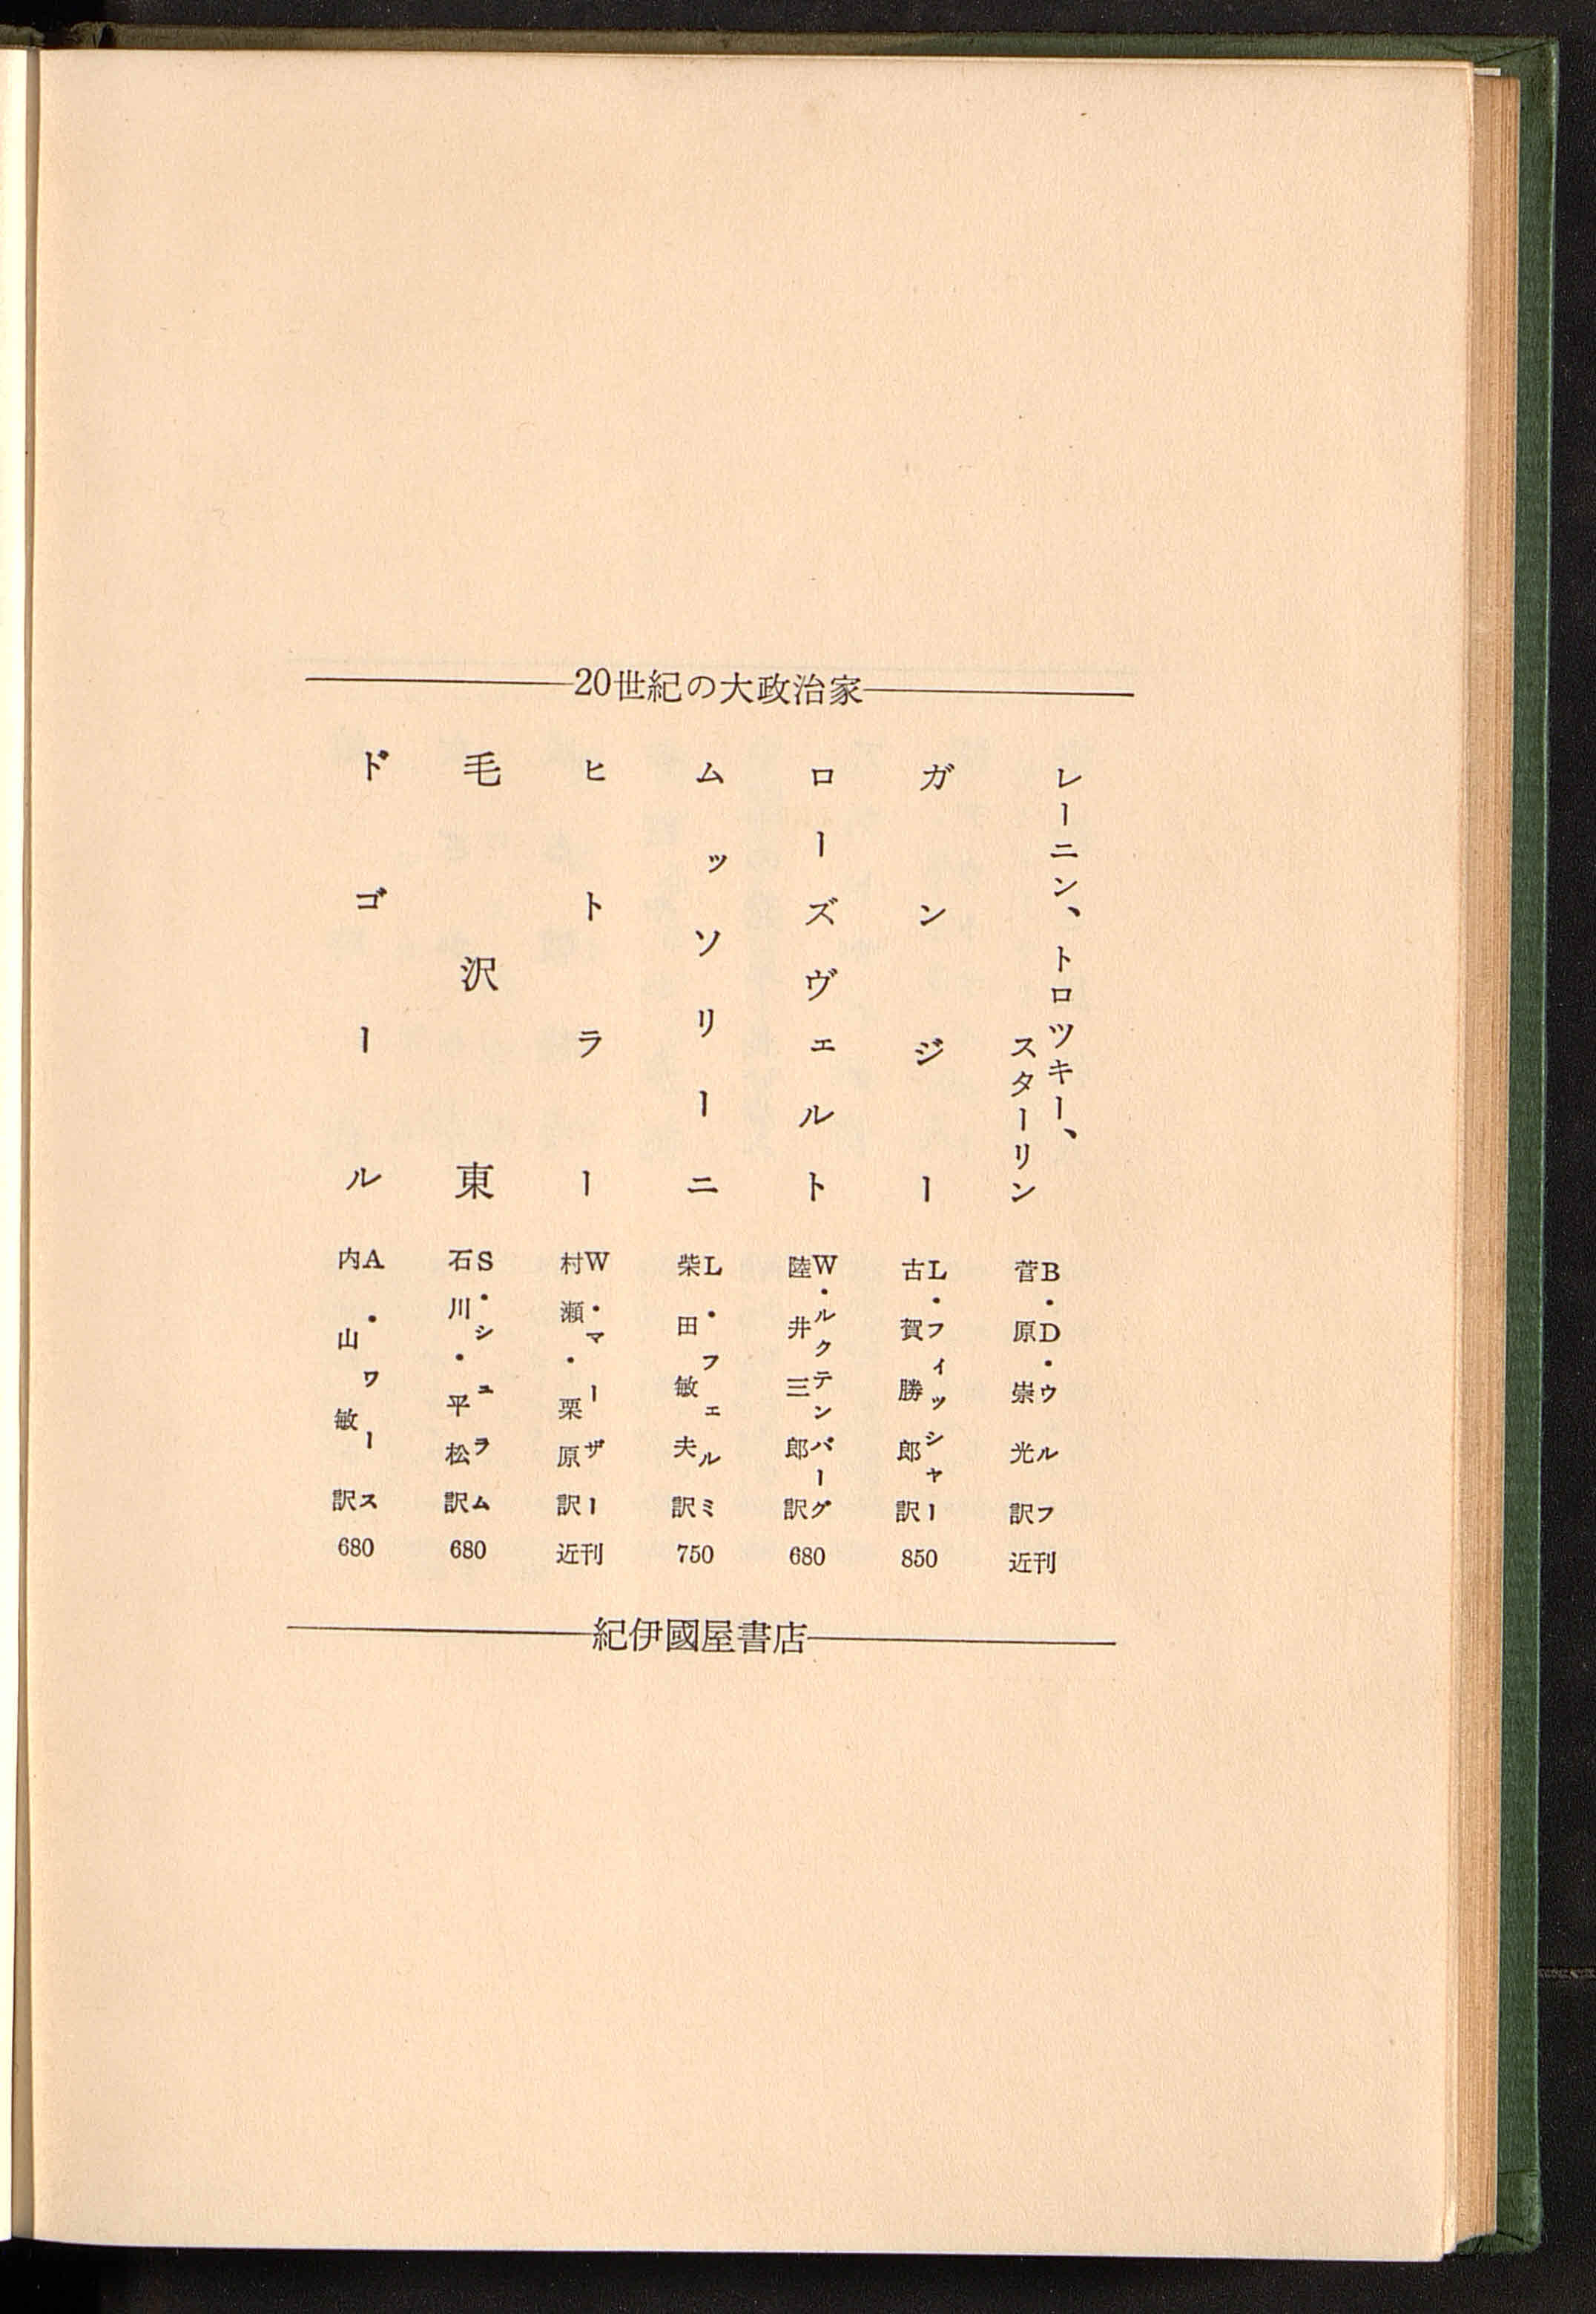 20世紀の大政治家
レーニン、トロツキー、
スターリン
B・D・ウルフ
菅原崇光訳
近刊
ガンジー
L・フィッシャー
古賀勝郎訳
850
ローズヴェルト
W・ルクテンバーグ
陸井三郎訳
680
ムッソリーニ
L・フェルミ
柴田敏夫訳
750
ヒトラー
W・マーザー
村瀬・栗原訳
近刊
毛沢東
S・シュラム
石川・平松訳
680
ドゴール
A・ワース
内山敏訳
680
紀伊國屋書店